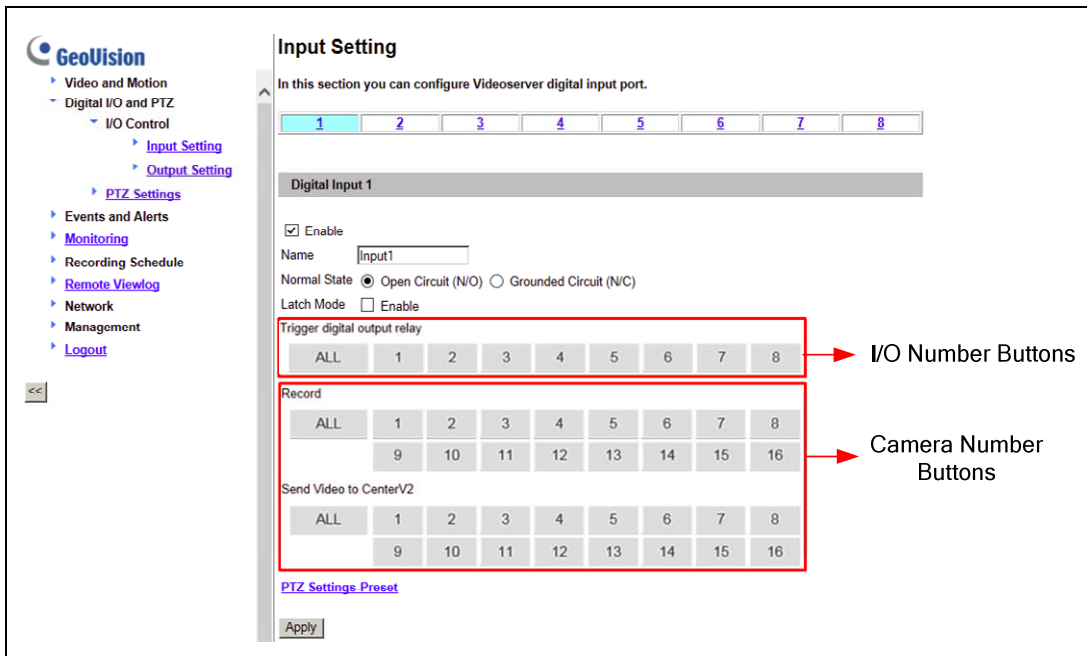 GeoVision
Video and Motion
Digital I/O and PTZ
I/O Control
Input Setting
Output Setting
PTZ Settings
Events and Alerts
Monitoring
Recording Schedule
Remote Viewlog
Network
Management
Logout
<<
Input Setting
In this section you can configure Videoserver digital input port.
1 2 3 4 5 6 7 8
Digital Input 1
Enable
Name Input1
Normal State Open Circuit (N/O) Grounded Circuit (N/C)
Latch Mode Enable
Trigger digital output relay
ALL 1 2 3 4 5 6 7 8
I/O Number Buttons
Record
ALL 1 2 3 4 5 6 7 8
9 10 11 12 13 14 15 16
Camera Number
Buttons
Send Video to CenterV2
ALL 1 2 3 4 5 6 7 8
9 10 11 12 13 14 15 16
PTZ Settings Preset
Apply